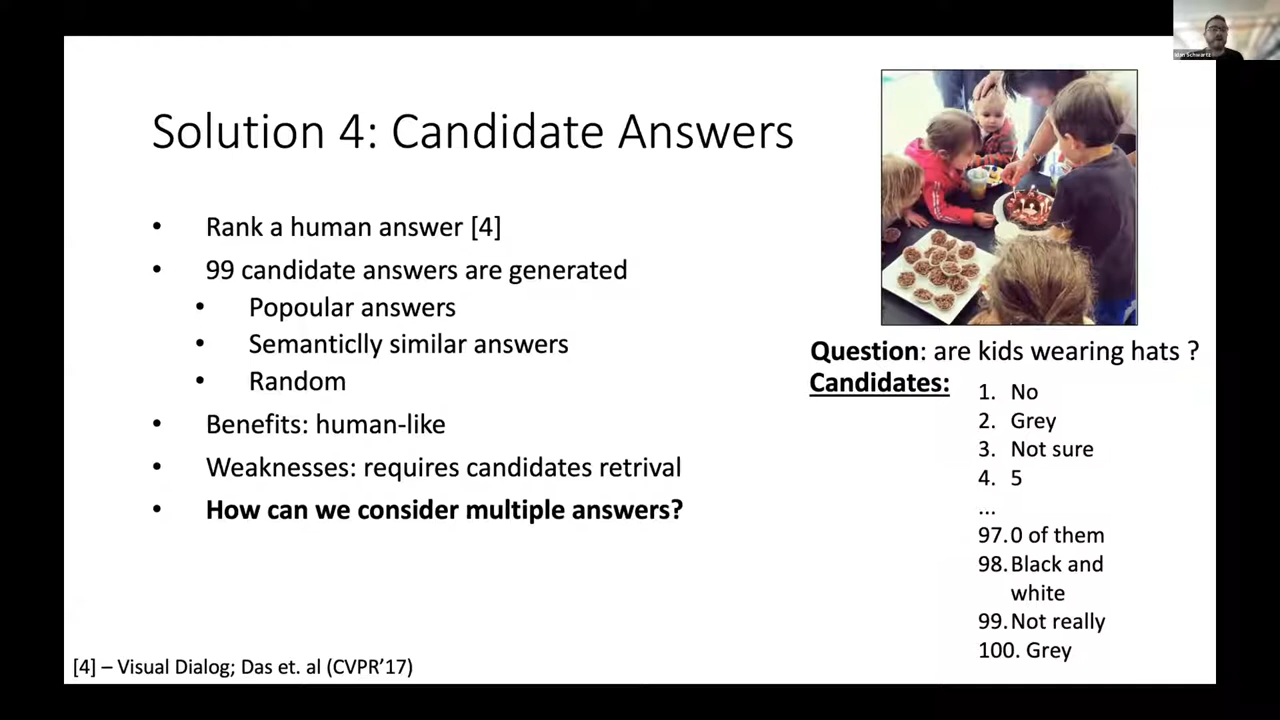 Idan Schwartz
Solution 4: Candidate Answers
• Rank a human answer [4]
• 99 candidate answers are generated
• Popoular answers
• Semanticlly similar answers
• Random
• Benefits: human-like
• Weaknesses: requires candidates retrival
• How can we consider multiple answers?
Question: are kids wearing hats ?
Candidates:
1. No
2. Grey
3. Not sure
4. 5
...
97. 0 of them
98. Black and
white
99. Not really
100. Grey
[4] – Visual Dialog; Das et. al (CVPR’17)